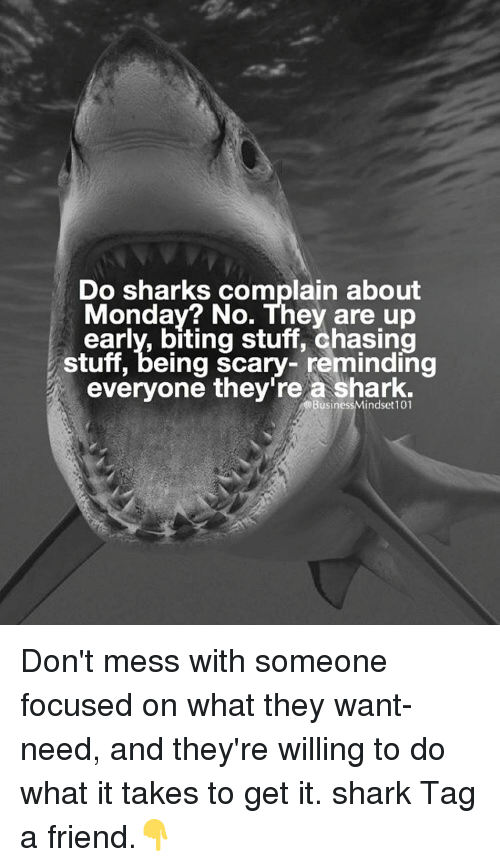 Do sharks complain about
Monday? No. They are up
early, biting stuff, chasing
stuff, being scary- reminding
everyone they're a shark.
@BusinessMindset101
Don't mess with someone
focused on what they want-
need, and they're willing to do
what it takes to get it. shark Tag
a friend.👇